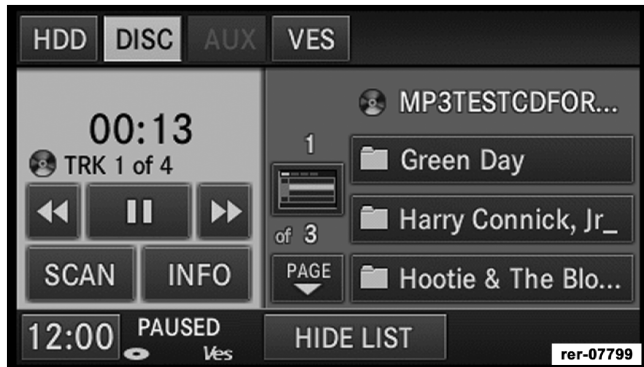 HDD DISC AUX VES
00:13
TRK 1 of 4
SCAN INFO
1
of 3
PAGE
MP3TESTCDFOR...
Green Day
Harry Connick, Jr_
Hootie & The Blo...
12:00 PAUSED Ves HIDE LIST
rer-07799